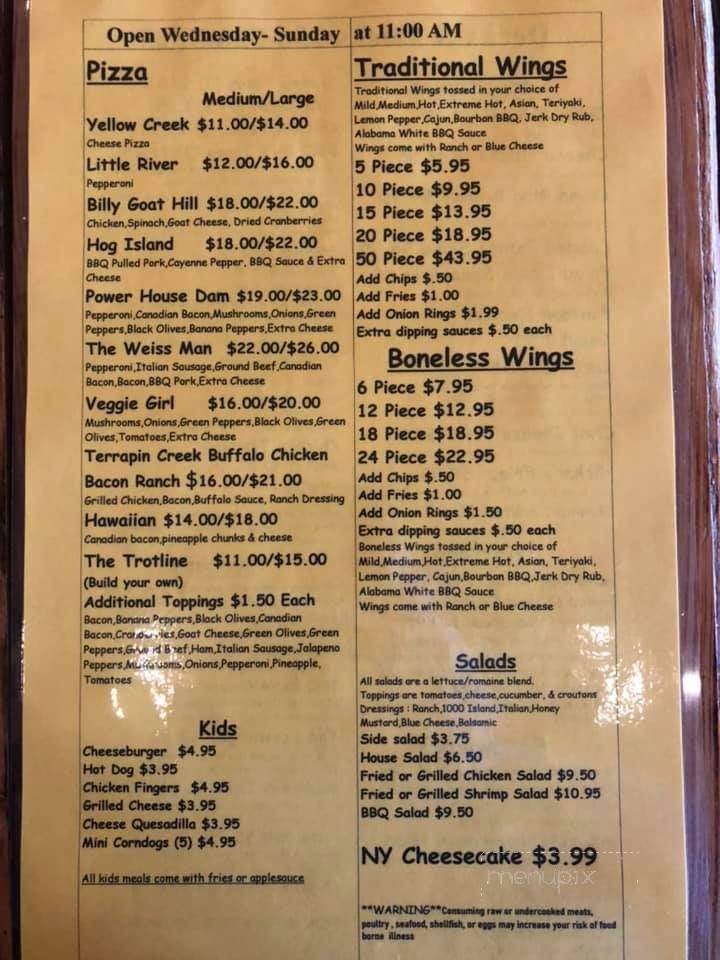 Open Wednesday- Sunday at 11:00 AM
Pizza
Medium/Large
Yellow Creek $11.00/$14.00
Cheese Pizza
Little River $12.00/$16.00
Pepperoni
Billy Goat Hill $18.00/$22.00
Chicken,Spinach,Goat Cheese, Dried Cranberries
Hog Island $18.00/$22.00
BBQ Pulled Pork,Cayenne Pepper, BBQ Sauce & Extra
Cheese
Power House Dam $19.00/$23.00
Pepperoni,Canadian Bacon,Mushrooms,Onions,Green
Peppers,Black Olives,Banana Peppers,Extra Cheese
The Weiss Man $22.00/$26.00
Pepperoni,Italian Sausage,Ground Beef,Canadian
Bacon,Bacon,BBQ Pork,Extra Cheese
Veggie Girl $16.00/$20.00
Mushrooms,Onions,Green Peppers,Black Olives,Green
Olives,Tomatoes,Extra Cheese
Terrapin Creek Buffalo Chicken
Bacon Ranch $16.00/$21.00
Grilled Chicken,Bacon,Buffalo Sauce, Ranch Dressing
Hawaiian $14.00/$18.00
Canadian bacon,pineapple chunks & cheese
The Trotline $11.00/$15.00
(Build your own)
Additional Toppings $1.50 Each
Bacon,Banana Peppers,Black Olives,Canadian
Bacon,Cranberries,Goat Cheese,Green Olives,Green
Peppers,Ground Beef,Ham,Italian Sausage,Jalapeno
Peppers,Mushrooms,Onions,Pepperoni,Pineapple,
Tomatoes
Kids
Cheeseburger $4.95
Hot Dog $3.95
Chicken Fingers $4.95
Grilled Cheese $3.95
Cheese Quesadilla $3.95
Mini Corndogs (5) $4.95
All kids meals come with fries or applesauce
Traditional Wings
Traditional Wings tossed in your choice of
Mild,Medium,Hot,Extreme Hot, Asian, Teriyaki,
Lemon Pepper,Cajun,Bourbon BBQ, Jerk Dry Rub,
Alabama White BBQ Sauce
Wings come with Ranch or Blue Cheese
5 Piece $5.95
10 Piece $9.95
15 Piece $13.95
20 Piece $18.95
50 Piece $43.95
Add Chips $.50
Add Fries $1.00
Add Onion Rings $1.99
Extra dipping sauces $.50 each
Boneless Wings
6 Piece $7.95
12 Piece $12.95
18 Piece $18.95
24 Piece $22.95
Add Chips $.50
Add Fries $1.00
Add Onion Rings $1.50
Extra dipping sauces $.50 each
Boneless Wings tossed in your choice of
Mild,Medium,Hot,Extreme Hot, Asian, Teriyaki,
Lemon Pepper, Cajun,Bourbon BBQ,Jerk Dry Rub,
Alabama White BBQ Sauce
Wings come with Ranch or Blue Cheese
Salads
All salads are a lettuce/romaine blend.
Toppings are tomatoes,cheese,cucumber, & croutons
Dressings : Ranch,1000 Island,Italian,Honey
Mustard,Blue Cheese,Balsamic
Side salad $3.75
House Salad $6.50
Fried or Grilled Chicken Salad $9.50
Fried or Grilled Shrimp Salad $10.95
BBQ Salad $9.50
NY Cheesecake $3.99
menupix
**WARNING**Consuming raw or undercooked meats,
poultry , seafood, shellfish, or eggs may increase your risk of food
borne illness